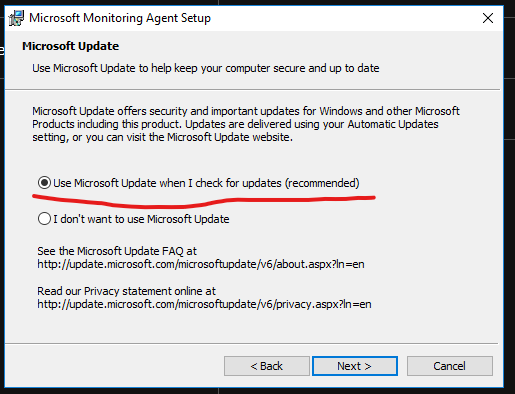 Microsoft Monitoring Agent Setup
Microsoft Update
Use Microsoft Update to help keep your computer secure and up to date
Microsoft Update offers security and important updates for Windows and other Microsoft
Products including this product. Updates are delivered using your Automatic Updates
setting, or you can visit the Microsoft Update website.
Use Microsoft Update when I check for updates (recommended)
I don't want to use Microsoft Update
See the Microsoft Update FAQ at
http://update.microsoft.com/microsoftupdate/v6/about.aspx?ln=en
Read our Privacy statement online at
http://update.microsoft.com/microsoftupdate/v6/privacy.aspx?ln=en
< Back
Next >
Cancel